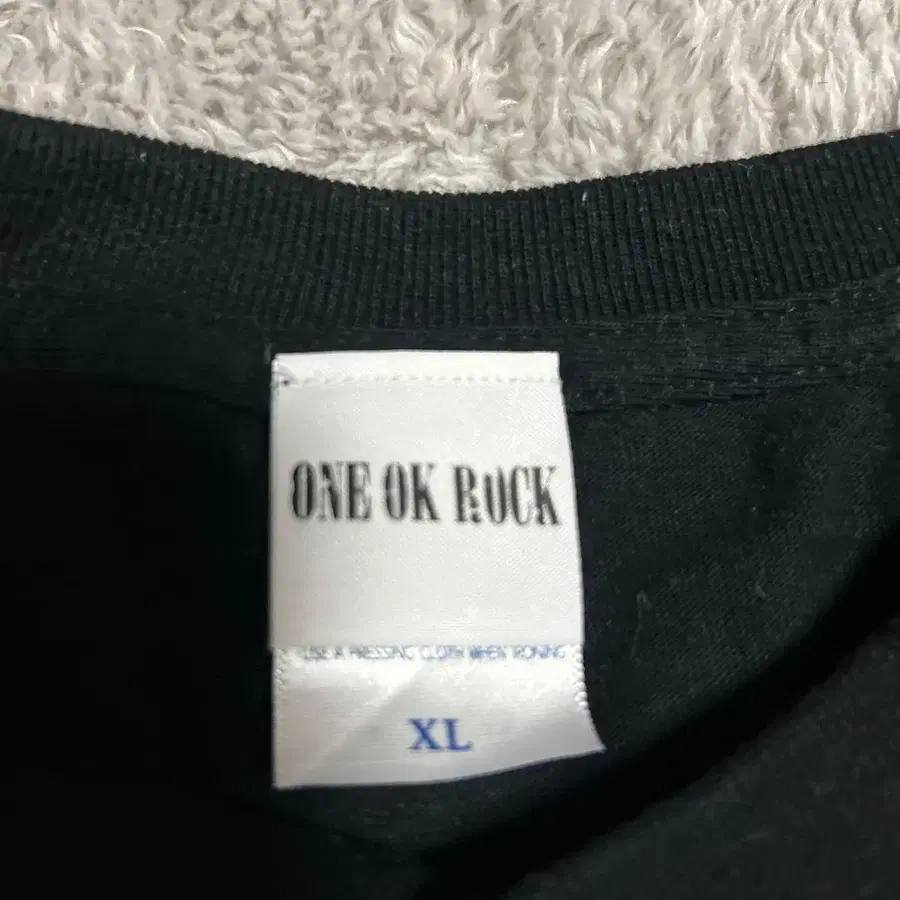 ONE OK ROCK
USE A PRESSING CLOTH WHEN IRONING
XL